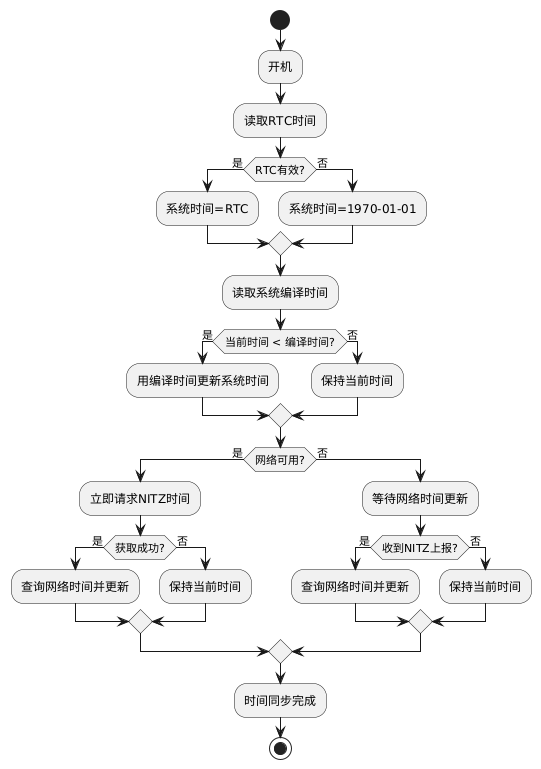 开机
读取RTC时间
是
RTC有效?
否
系统时间=RTC
系统时间=1970-01-01
读取系统编译时间
是
当前时间 < 编译时间?
否
用编译时间更新系统时间
保持当前时间
是
网络可用?
否
立即请求NITZ时间
等待网络时间更新
是
获取成功?
否
是
收到NITZ上报?
否
查询网络时间并更新
保持当前时间
查询网络时间并更新
保持当前时间
时间同步完成